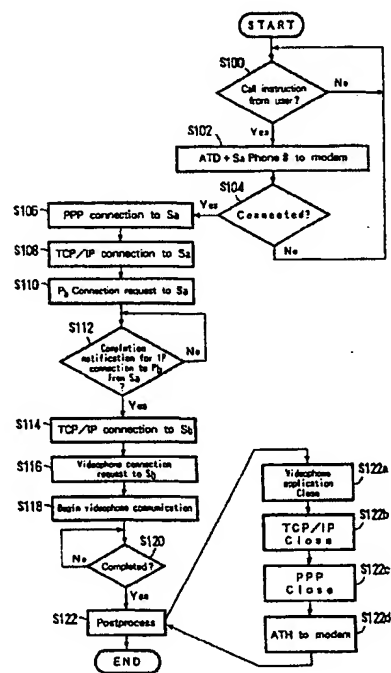 START
S100
Call instruction
from user?
No
Yes
S102
ATD + Sa Phone # to modem
S104
Connected?
Yes
No
S106
PPP connection to Sa
S108
TCP/IP connection to Sa
S110
Pb Connection request to Sa
S112
Completion
notification for IP
connection to Pb
from Sa
?
No
Yes
S114
TCP/IP connection to Sb
S116
Videophone connection
request to Sb
S118
Begin videophone communication
S120
Completed?
No
Yes
S122
Postprocess
END
S122a
Videophone
application
Close
S122b
TCP/IP
Close
S122c
PPP
Close
S122d
ATH to modem